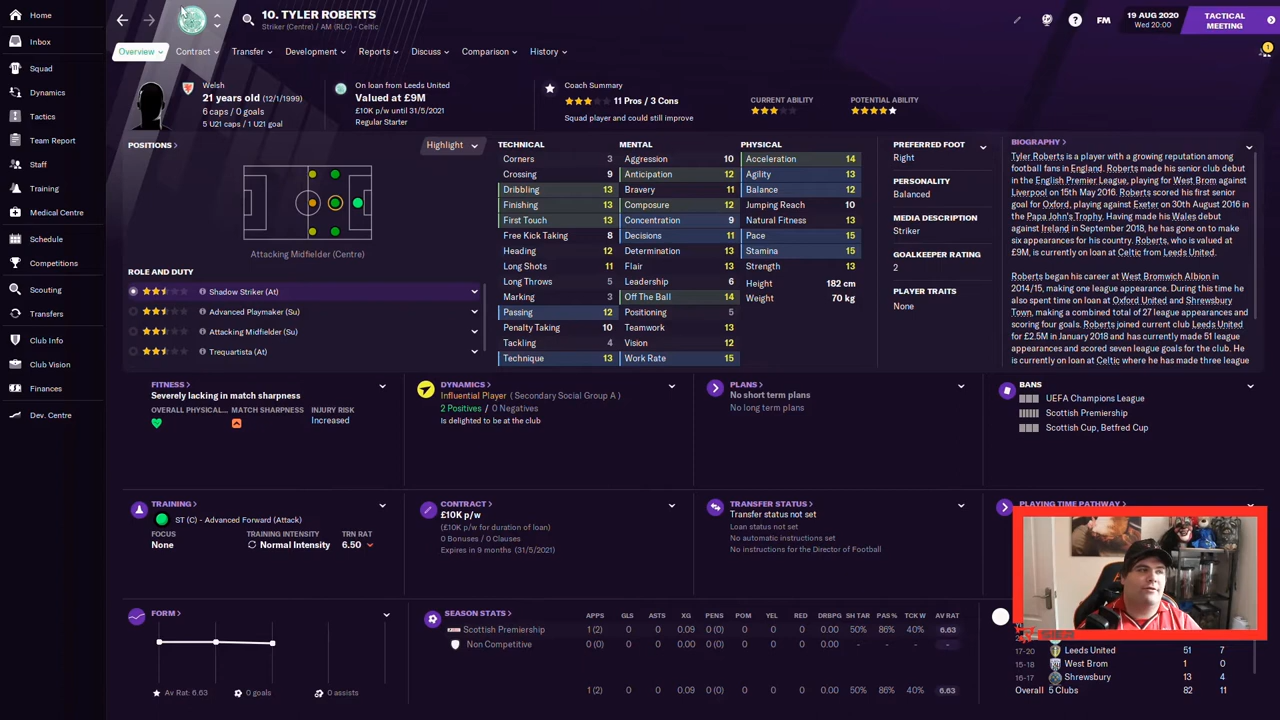 Home
Inbox
Squad
Dynamics
Tactics
Team Report
Staff
Training
Medical Centre
Schedule
Competitions
Scouting
Transfers
Club Info
Club Vision
Finances
Dev. Centre
10. TYLER ROBERTS
Striker (Centre) / AM (RLC) - Celtic
FM
19 AUG 2020
Wed 20:00
TACTICAL MEETING
Overview
Contract
Transfer
Development
Reports
Discuss
Comparison
History
1
Welsh
21 years old (12/1/1999)
6 caps / 0 goals
5 U21 caps / 1 U21 goal
On loan from Leeds United
Valued at £9M
£10K p/w until 31/5/2021
Regular Starter
Coach Summary
11 Pros / 3 Cons
Squad player and could still improve
CURRENT ABILITY
POTENTIAL ABILITY
POSITIONS
Highlight
Attacking Midfielder (Centre)
ROLE AND DUTY
Shadow Striker (At)
Advanced Playmaker (Su)
Attacking Midfielder (Su)
Trequartista (At)
TECHNICAL
Corners 3
Crossing 9
Dribbling 13
Finishing 13
First Touch 13
Free Kick Taking 8
Heading 12
Long Shots 11
Long Throws 5
Marking 3
Passing 12
Penalty Taking 10
Tackling 4
Technique 13
MENTAL
Aggression 10
Anticipation 12
Bravery 11
Composure 12
Concentration 9
Decisions 11
Determination 13
Flair 13
Leadership 6
Off The Ball 14
Positioning 5
Teamwork 13
Vision 12
Work Rate 15
PHYSICAL
Acceleration 14
Agility 13
Balance 12
Jumping Reach 10
Natural Fitness 13
Pace 15
Stamina 15
Strength 13
Height 182 cm
Weight 70 kg
PREFERRED FOOT
Right
PERSONALITY
Balanced
MEDIA DESCRIPTION
Striker
GOALKEEPER RATING
2
PLAYER TRAITS
None
BIOGRAPHY
Tyler Roberts is a player with a growing reputation among
football fans in England. Roberts made his senior club debut
in the English Premier League, playing for West Brom against
Liverpool on 15th May 2016. Roberts scored his first senior
goal for Oxford, playing against Exeter on 30th August 2016 in
the Papa John's Trophy. Having made his Wales debut
against Ireland in September 2018, he has gone on to make
six appearances for his country. Roberts, who is valued at
£9M, is currently on loan at Celtic from Leeds United.
Roberts began his career at West Bromwich Albion in
2014/15, making one league appearance. During this time he
also spent time on loan at Oxford United and Shrewsbury
Town, making a combined total of 27 league appearances and
scoring four goals. Roberts joined current club Leeds United
for £2.5M in January 2018 and has currently made 51 league
appearances and scored seven league goals for the club. He
is currently on loan at Celtic where he has made three league
FITNESS
Severely lacking in match sharpness
OVERALL PHYSICAL...
MATCH SHARPNESS
INJURY RISK
Increased
DYNAMICS
Influential Player ( Secondary Social Group A )
2 Positives / 0 Negatives
Is delighted to be at the club
PLANS
No short term plans
No long term plans
BANS
UEFA Champions League
Scottish Premiership
Scottish Cup, Betfred Cup
TRAINING
ST (C) - Advanced Forward (Attack)
FOCUS
None
TRAINING INTENSITY
Normal Intensity
TRN RAT
6.50
CONTRACT
£10K p/w
(£10K p/w for duration of loan)
0 Bonuses / 0 Clauses
Expires in 9 months (31/5/2021)
TRANSFER STATUS
Transfer status not set
Loan status not set
No automatic instructions set
No instructions for the Director of Football
PLAYING TIME PATHWAY
FORM
Av Rat: 6.63
0 goals
0 assists
SEASON STATS
APPS GLS ASTS XG PENS POM YEL RED DRBPG SH TAR PAS % TCK W AV RAT
Scottish Premiership 1 (2) 0 0 0.09 0 (0) 0 0 0 0.00 50% 86% 40% 6.63
Non Competitive 0 (0) 0 0 0.00 0 (0) 0 0 0 0.00 - - - -
1 (2) 0 0 0.09 0 (0) 0 0 0 0.00 50% 86% 40% 6.63
17-20 Leeds United 51 7
15-18 West Brom 1 0
16-17 Shrewsbury 13 4
Overall 5 Clubs 82 11